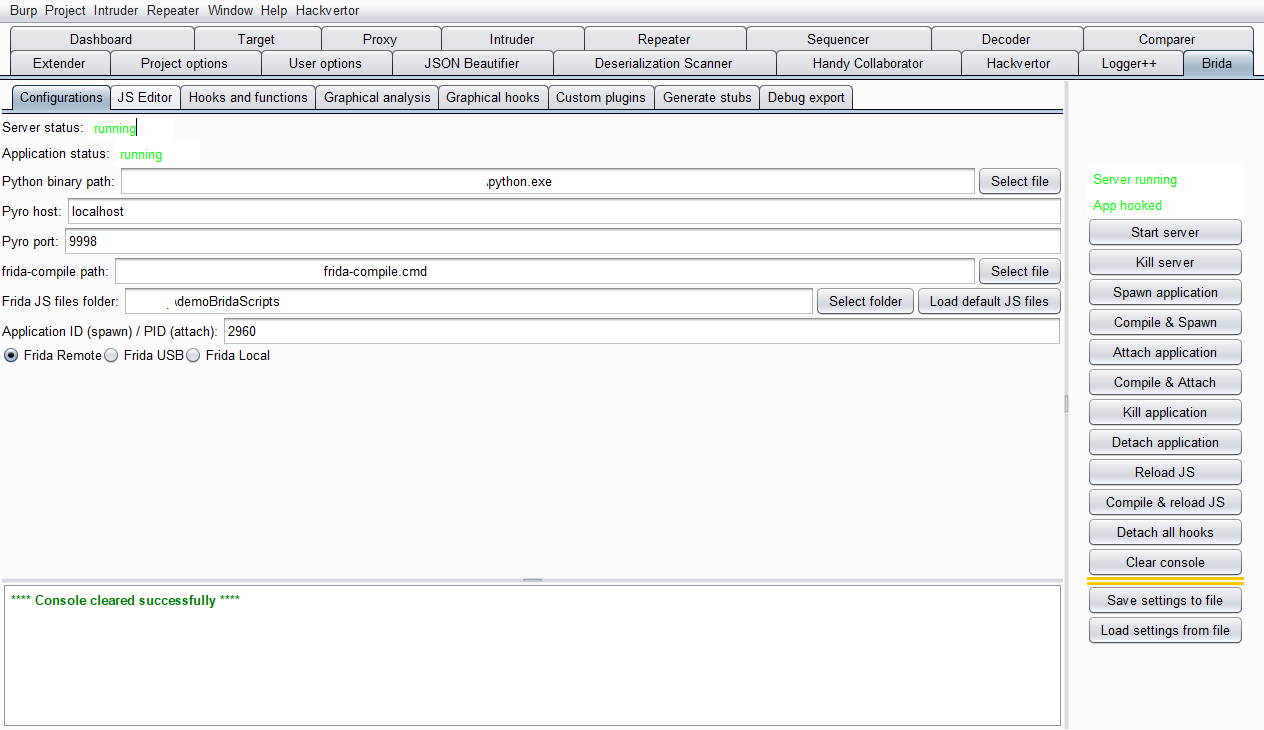 Burp Project Intruder Repeater Window Help Hackvertor
Dashboard Target Proxy Intruder Repeater Sequencer Decoder Comparer
Extender Project options User options JSON Beautifier Deserialization Scanner Handy Collaborator Hackvertor Logger++ Brida
Configurations JS Editor Hooks and functions Graphical analysis Graphical hooks Custom plugins Generate stubs Debug export
Server status: running
Application status: running
Python binary path: \python.exe Select file
Pyro host: localhost
Pyro port: 9998
frida-compile path: frida-compile.cmd Select file
Frida JS files folder: \demoBridaScripts Select folder Load default JS files
Application ID (spawn) / PID (attach): 2960
Frida Remote Frida USB Frida Local
**** Console cleared successfully ****
Server running
App hooked
Start server
Kill server
Spawn application
Compile & Spawn
Attach application
Compile & Attach
Kill application
Detach application
Reload JS
Compile & reload JS
Detach all hooks
Clear console
Save settings to file
Load settings from file